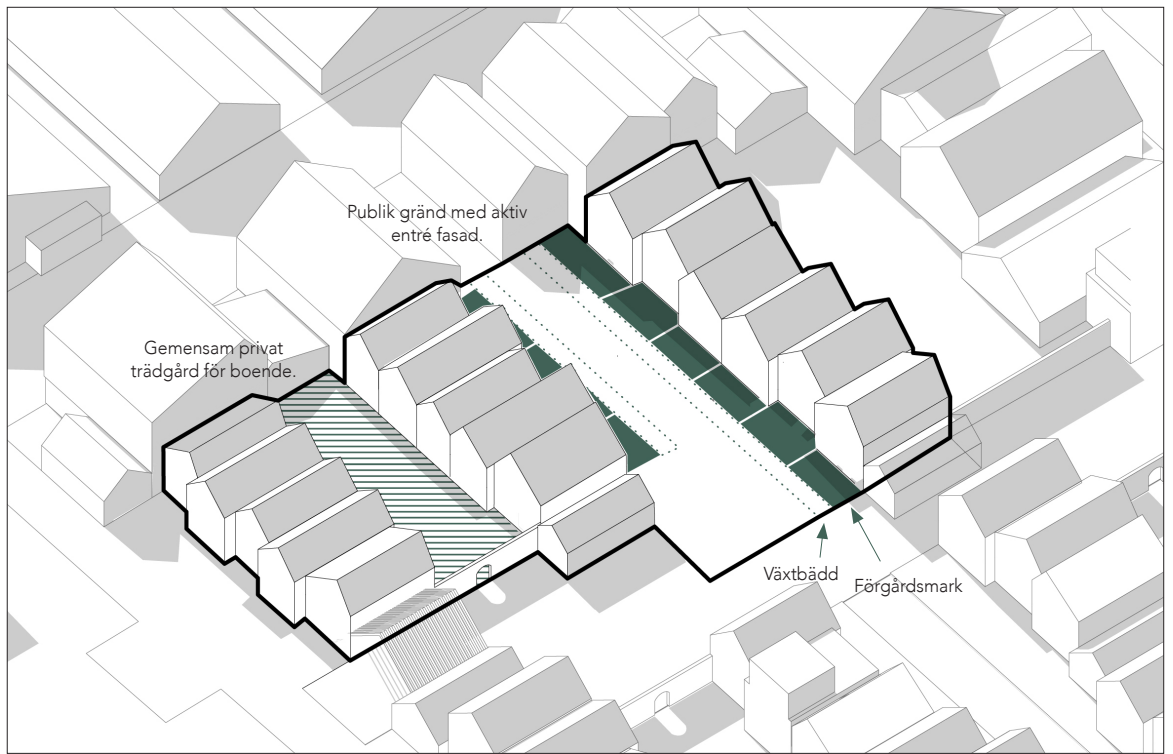 Publik gränd med aktiv
entré fasad.
Gemensam privat
trädgård för boende.
Växtbädd
Förgårdsmark